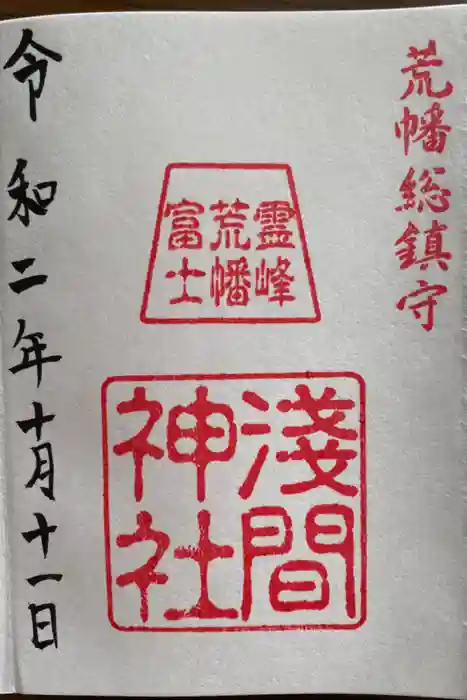 荒幡総鎮守
霊峰
荒幡
富士
淺間
神社
令和二年十月十一日